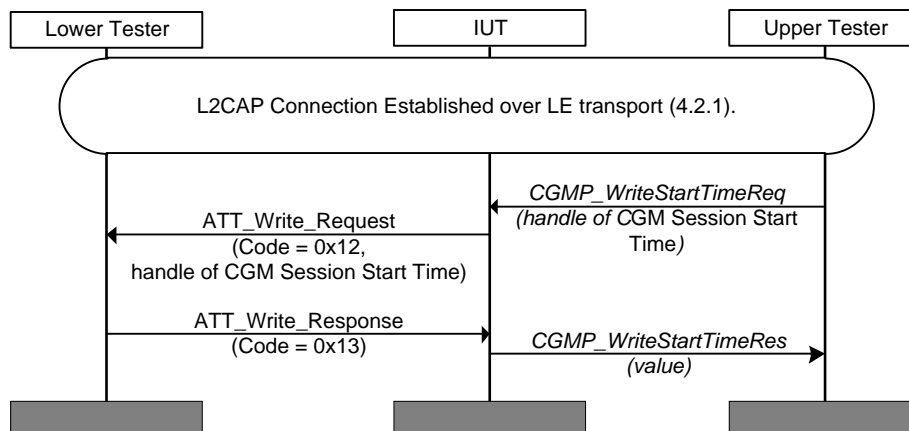 Lower Tester
IUT
Upper Tester
L2CAP Connection Established over LE transport (4.2.1).
CGMP_WriteStartTimeReq
(handle of CGM Session Start
Time)
ATT_Write_Request
(Code = 0x12,
handle of CGM Session Start Time)
ATT_Write_Response
(Code = 0x13)
CGMP_WriteStartTimeRes
(value)